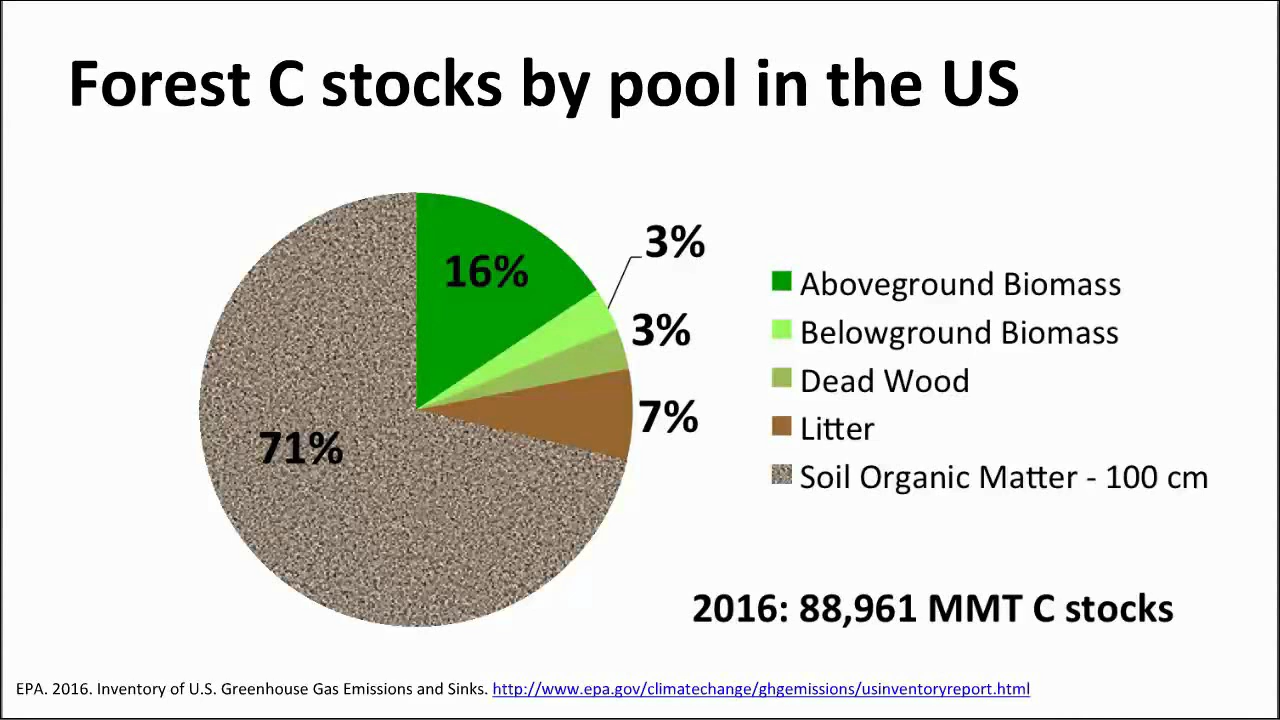 Forest C stocks by pool in the US
16%
3%
3%
7%
71%
Aboveground Biomass
Belowground Biomass
Dead Wood
Litter
Soil Organic Matter - 100 cm
2016: 88,961 MMT C stocks
EPA. 2016. Inventory of U.S. Greenhouse Gas Emissions and Sinks. http://www.epa.gov/climatechange/ghgemissions/usinventoryreport.html